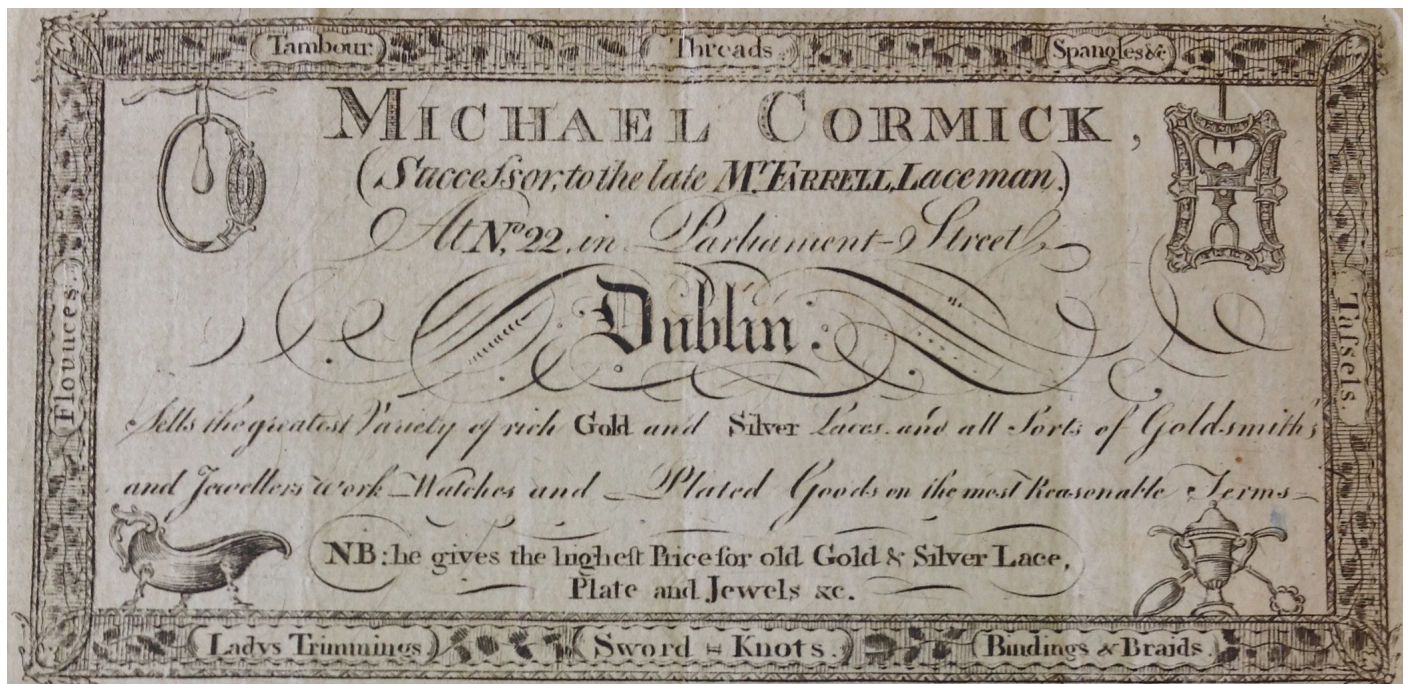 Tambour.
Threads.
Spangles &c
MICHAEL CORMICK,
(Succeſsor, to the late Mr. FARRELL, Laceman.)
At No. 22, in Parliament-Street
Dublin.
Flounces.
Taſsels.
Sells the greatest Variety of rich Gold and Silver Laces. and all Sorts of Goldsmith's
and Jewellers work Watches and Plated Goods on the most Reasonable Terms
NB: he gives the higheſt Price for old Gold & Silver Lace,
Plate and Jewels &c.
Ladys Trimmings.
Sword = Knots.
Bindings & Braids.